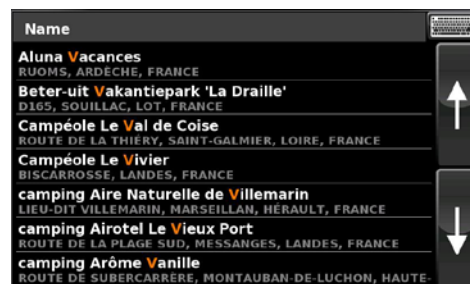 Name
Aluna Vacances
RUOMS, ARDÈCHE, FRANCE
Beter-uit Vakantiepark 'La Draille'
D165, SOUILLAC, LOT, FRANCE
Campéole Le Val de Coise
ROUTE DE LA THIÉRY, SAINT-GALMIER, LOIRE, FRANCE
Campéole Le Vivier
BISCARROSSE, LANDES, FRANCE
camping Aire Naturelle de Villemarin
LIEU-DIT VILLEMARIN, MARSEILLAN, HÉRAULT, FRANCE
camping Airotel Le Vieux Port
ROUTE DE LA PLAGE SUD, MESSANGES, LANDES, FRANCE
camping Arôme Vanille
ROUTE DE SUBERCARRÈRE, MONTAUBAN-DE-LUCHON, HAUTE-